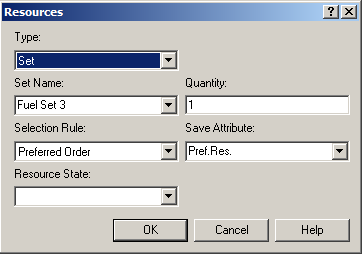 Resources
Type:
Set
Set Name: Quantity:
Fuel Set 3 1
Selection Rule: Save Attribute:
Preferred Order Pref.Res.
Resource State:
OK Cancel Help